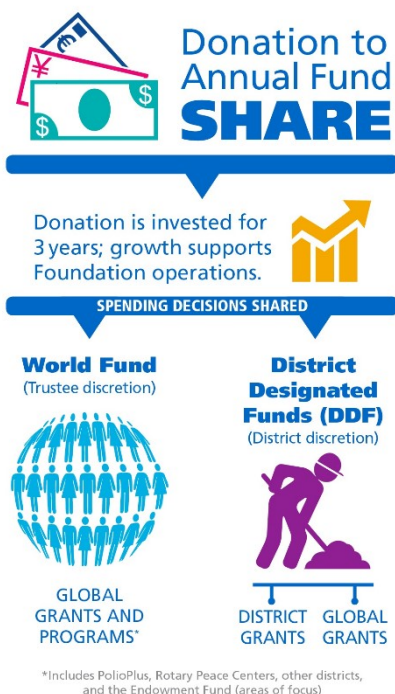 Donation to
Annual Fund
SHARE
€
¥
$
$
Donation is invested for
3 years; growth supports
Foundation operations.
SPENDING DECISIONS SHARED
World Fund
(Trustee discretion)
District
Designated
Funds (DDF)
(District discretion)
GLOBAL
GRANTS AND
PROGRAMS*
DISTRICT
GRANTS
GLOBAL
GRANTS
*Includes PolioPlus, Rotary Peace Centers, other districts,
and the Endowment Fund (areas of focus)